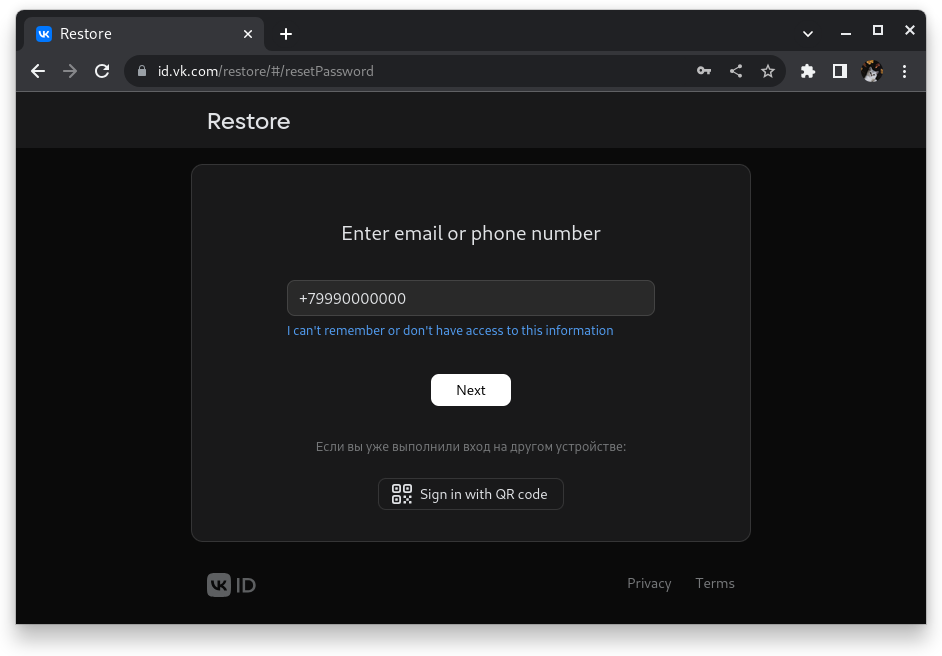 Restore
id.vk.com/restore/#/resetPassword
Restore
Enter email or phone number
+79990000000
I can't remember or don't have access to this information
Next
Если вы уже выполнили вход на другом устройстве:
Sign in with QR code
VK ID
Privacy Terms